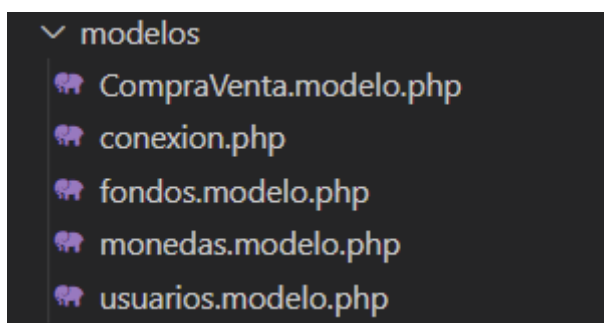 modelos
CompraVenta.modelo.php
conexion.php
fondos.modelo.php
monedas.modelo.php
usuarios.modelo.php